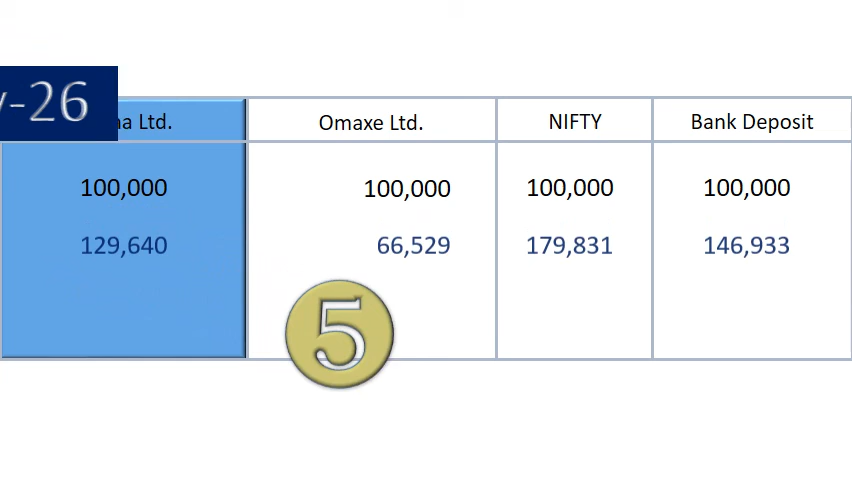 -26
Ltd.
Omaxe Ltd.
NIFTY
Bank Deposit
100,000
100,000
100,000
100,000
129,640
66,529
179,831
146,933
5